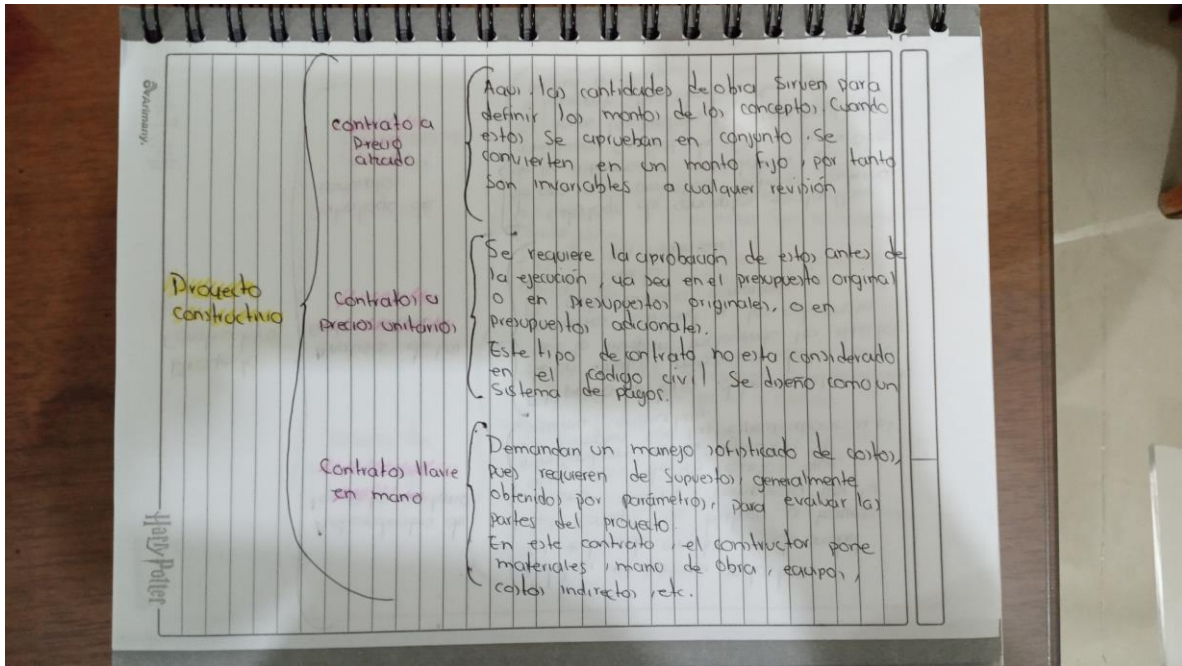 Proyecto
constructivo
contrato a
precio
alzado
Aqui las cantidades de obra sirven para
definir los montos de los conceptos, Cuando
estos se aprueban en conjunto. Se
convierten en un monto fijo, por tanto
Son invariables a cualquer revisión
Contratos a
precios unitarios
Se requiere la aprobación de estos antes de
la ejecución, ya sea en el presupuesto original
o en presupuestos originales, o en
presupuestos adicionales.
Este tipo de contrato, no esta considerado
en el código civil Se diseño como un
Sistema de pagos.
Contratos llave
en mano
Demandan un manejo sofisticado de costos,
pues requieren de Supuestos, generalmente
obtenidos por parámetros, para evaluar las
partes del proyecto
En este contrato, el constructor pone
materiales, mano de obra, equipos,
costos indirectos, etc.
Harry Potter